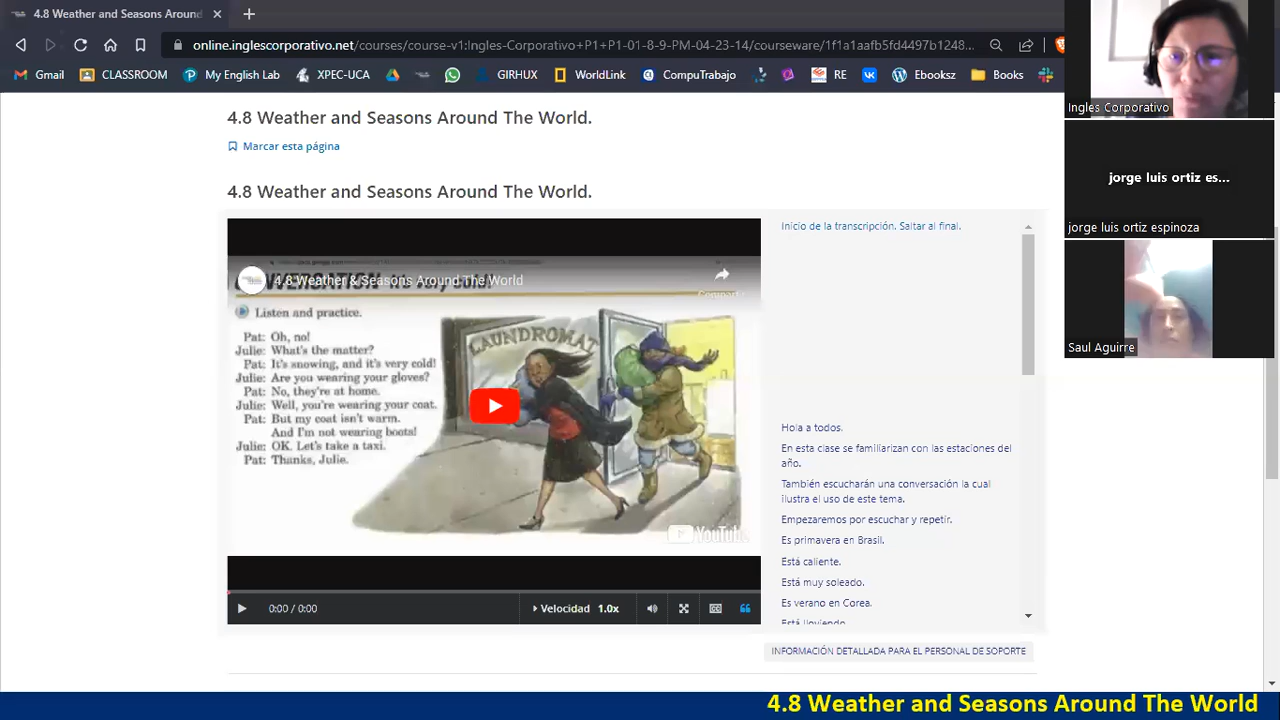 4.8 Weather and Seasons Around
online.inglescorporativo.net/courses/course-v1:Ingles-Corporativo+P1+P1-01-8-9-PM-04-23-14/courseware/1f1a1aafb5fd4497b1248...
Gmail CLASSROOM My English Lab XPEC-UCA GIRHUX WorldLink CompuTrabajo RE Ebooksz Books
4.8 Weather and Seasons Around The World.
Marcar esta página
4.8 Weather and Seasons Around The World.
4.8 Weather & Seasons Around The World
Listen and practice.
Pat: Oh, no!
Julie: What's the matter?
Pat: It's snowing, and it's very cold!
Julie: Are you wearing your gloves?
Pat: No, they're at home.
Julie: Well, you're wearing your coat.
Pat: But my coat isn't warm.
And I'm not wearing boots!
Julie: OK. Let's take a taxi.
Pat: Thanks, Julie.
LAUNDROMAT
YouTube
0:00 / 0:00 Velocidad 1.0x
Inicio de la transcripción. Saltar al final.
Hola a todos.
En esta clase se familiarizan con las estaciones del
año.
También escucharán una conversación la cual
ilustra el uso de este tema.
Empezaremos por escuchar y repetir.
Es primavera en Brasil.
Está caliente.
Está muy soleado.
Es verano en Corea.
Está lloviendo.
INFORMACIÓN DETALLADA PARA EL PERSONAL DE SOPORTE
Ingles Corporativo
jorge luis ortiz es...
jorge luis ortiz espinoza
Saul Aguirre
4.8 Weather and Seasons Around The World